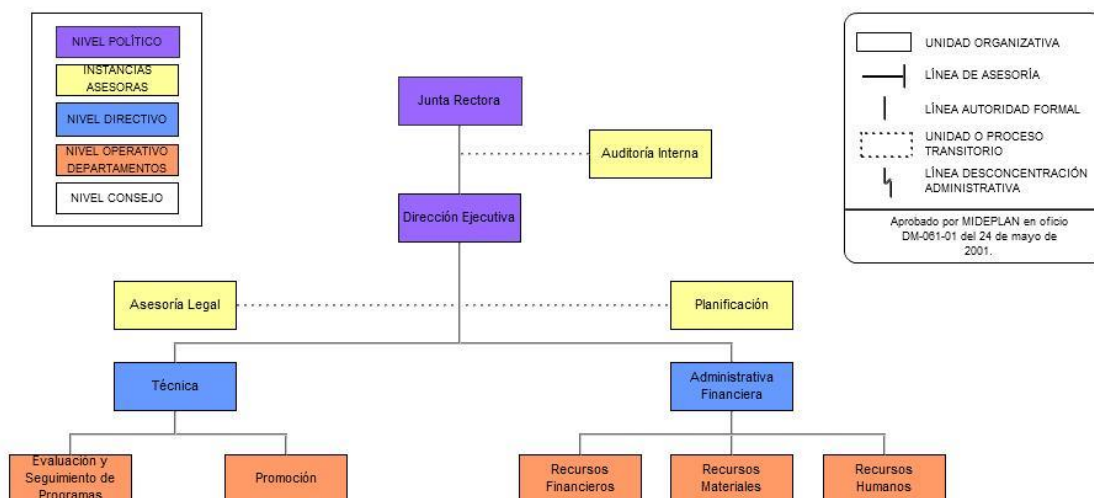 NIVEL POLÍTICO
INSTANCIAS
ASESORAS
NIVEL DIRECTIVO
NIVEL OPERATIVO
DEPARTAMENTOS
NIVEL CONSEJO
UNIDAD ORGANIZATIVA
LÍNEA DE ASESORÍA
LÍNEA AUTORIDAD FORMAL
UNIDAD O PROCESO
TRANSITORIO
LÍNEA DESCONCENTRACIÓN
ADMINISTRATIVA
Aprobado por MIDEPLAN en oficio
DM-061-01 del 24 de mayo de
2001.
Junta Rectora
Auditoría Interna
Dirección Ejecutiva
Asesoría Legal
Planificación
Técnica
Administrativa
Financiera
Evaluación y
Seguimiento de
Programas
Promoción
Recursos
Financieros
Recursos
Materiales
Recursos
Humanos